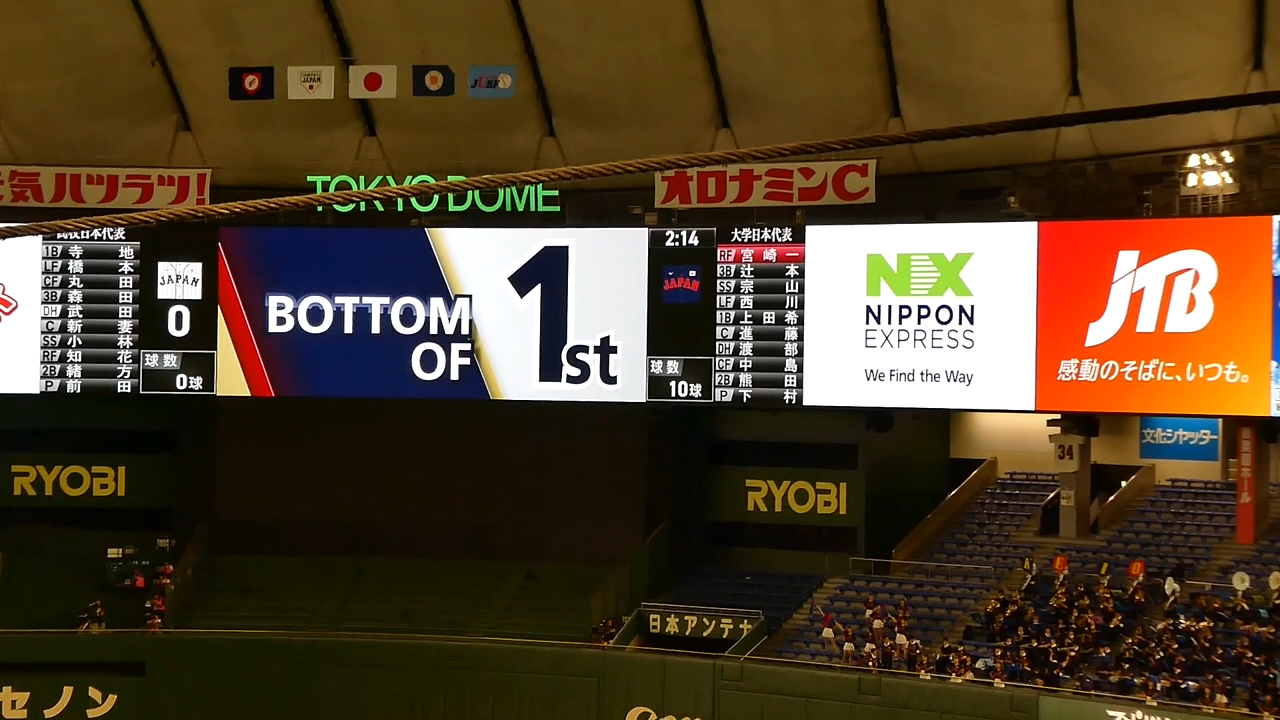 JAPAN
元気ハツラツ!
TOKYO DOME
オロナミンC
高校日本代表
1B 寺 地
LF 橋 本
CF 丸 田
3B 森 田
DH 武 田
C 新 妻
SS 小 林
RF 知 花
2B 緒 方
P 前 田
JAPAN
0
球数
0球
BOTTOM
OF
1st
2:14
JAPAN
球数
10球
大学日本代表
RF 宮 崎 一
3B 辻 本
SS 宗 山
LF 西 川
1B 上 田 希
C 進 藤
DH 渡 部
CF 中 島
2B 熊 田
P 下 村
NX
NIPPON
EXPRESS
We Find the Way
JTB
感動のそばに、いつも。
文化シヤッター
34
RYOBI
RYOBI
日本アンテナ
セノン